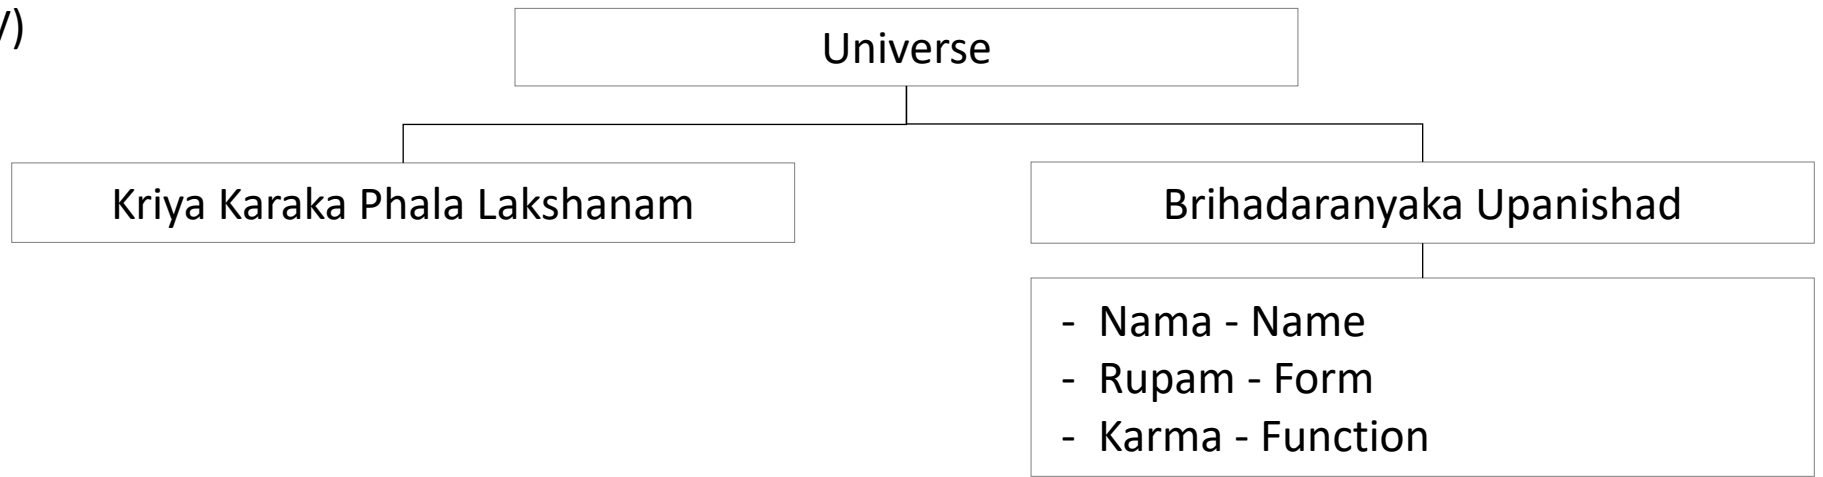 V)
Universe
Kriya Karaka Phala Lakshanam
Brihadaranyaka Upanishad
- Nama - Name
- Rupam - Form
- Karma - Function